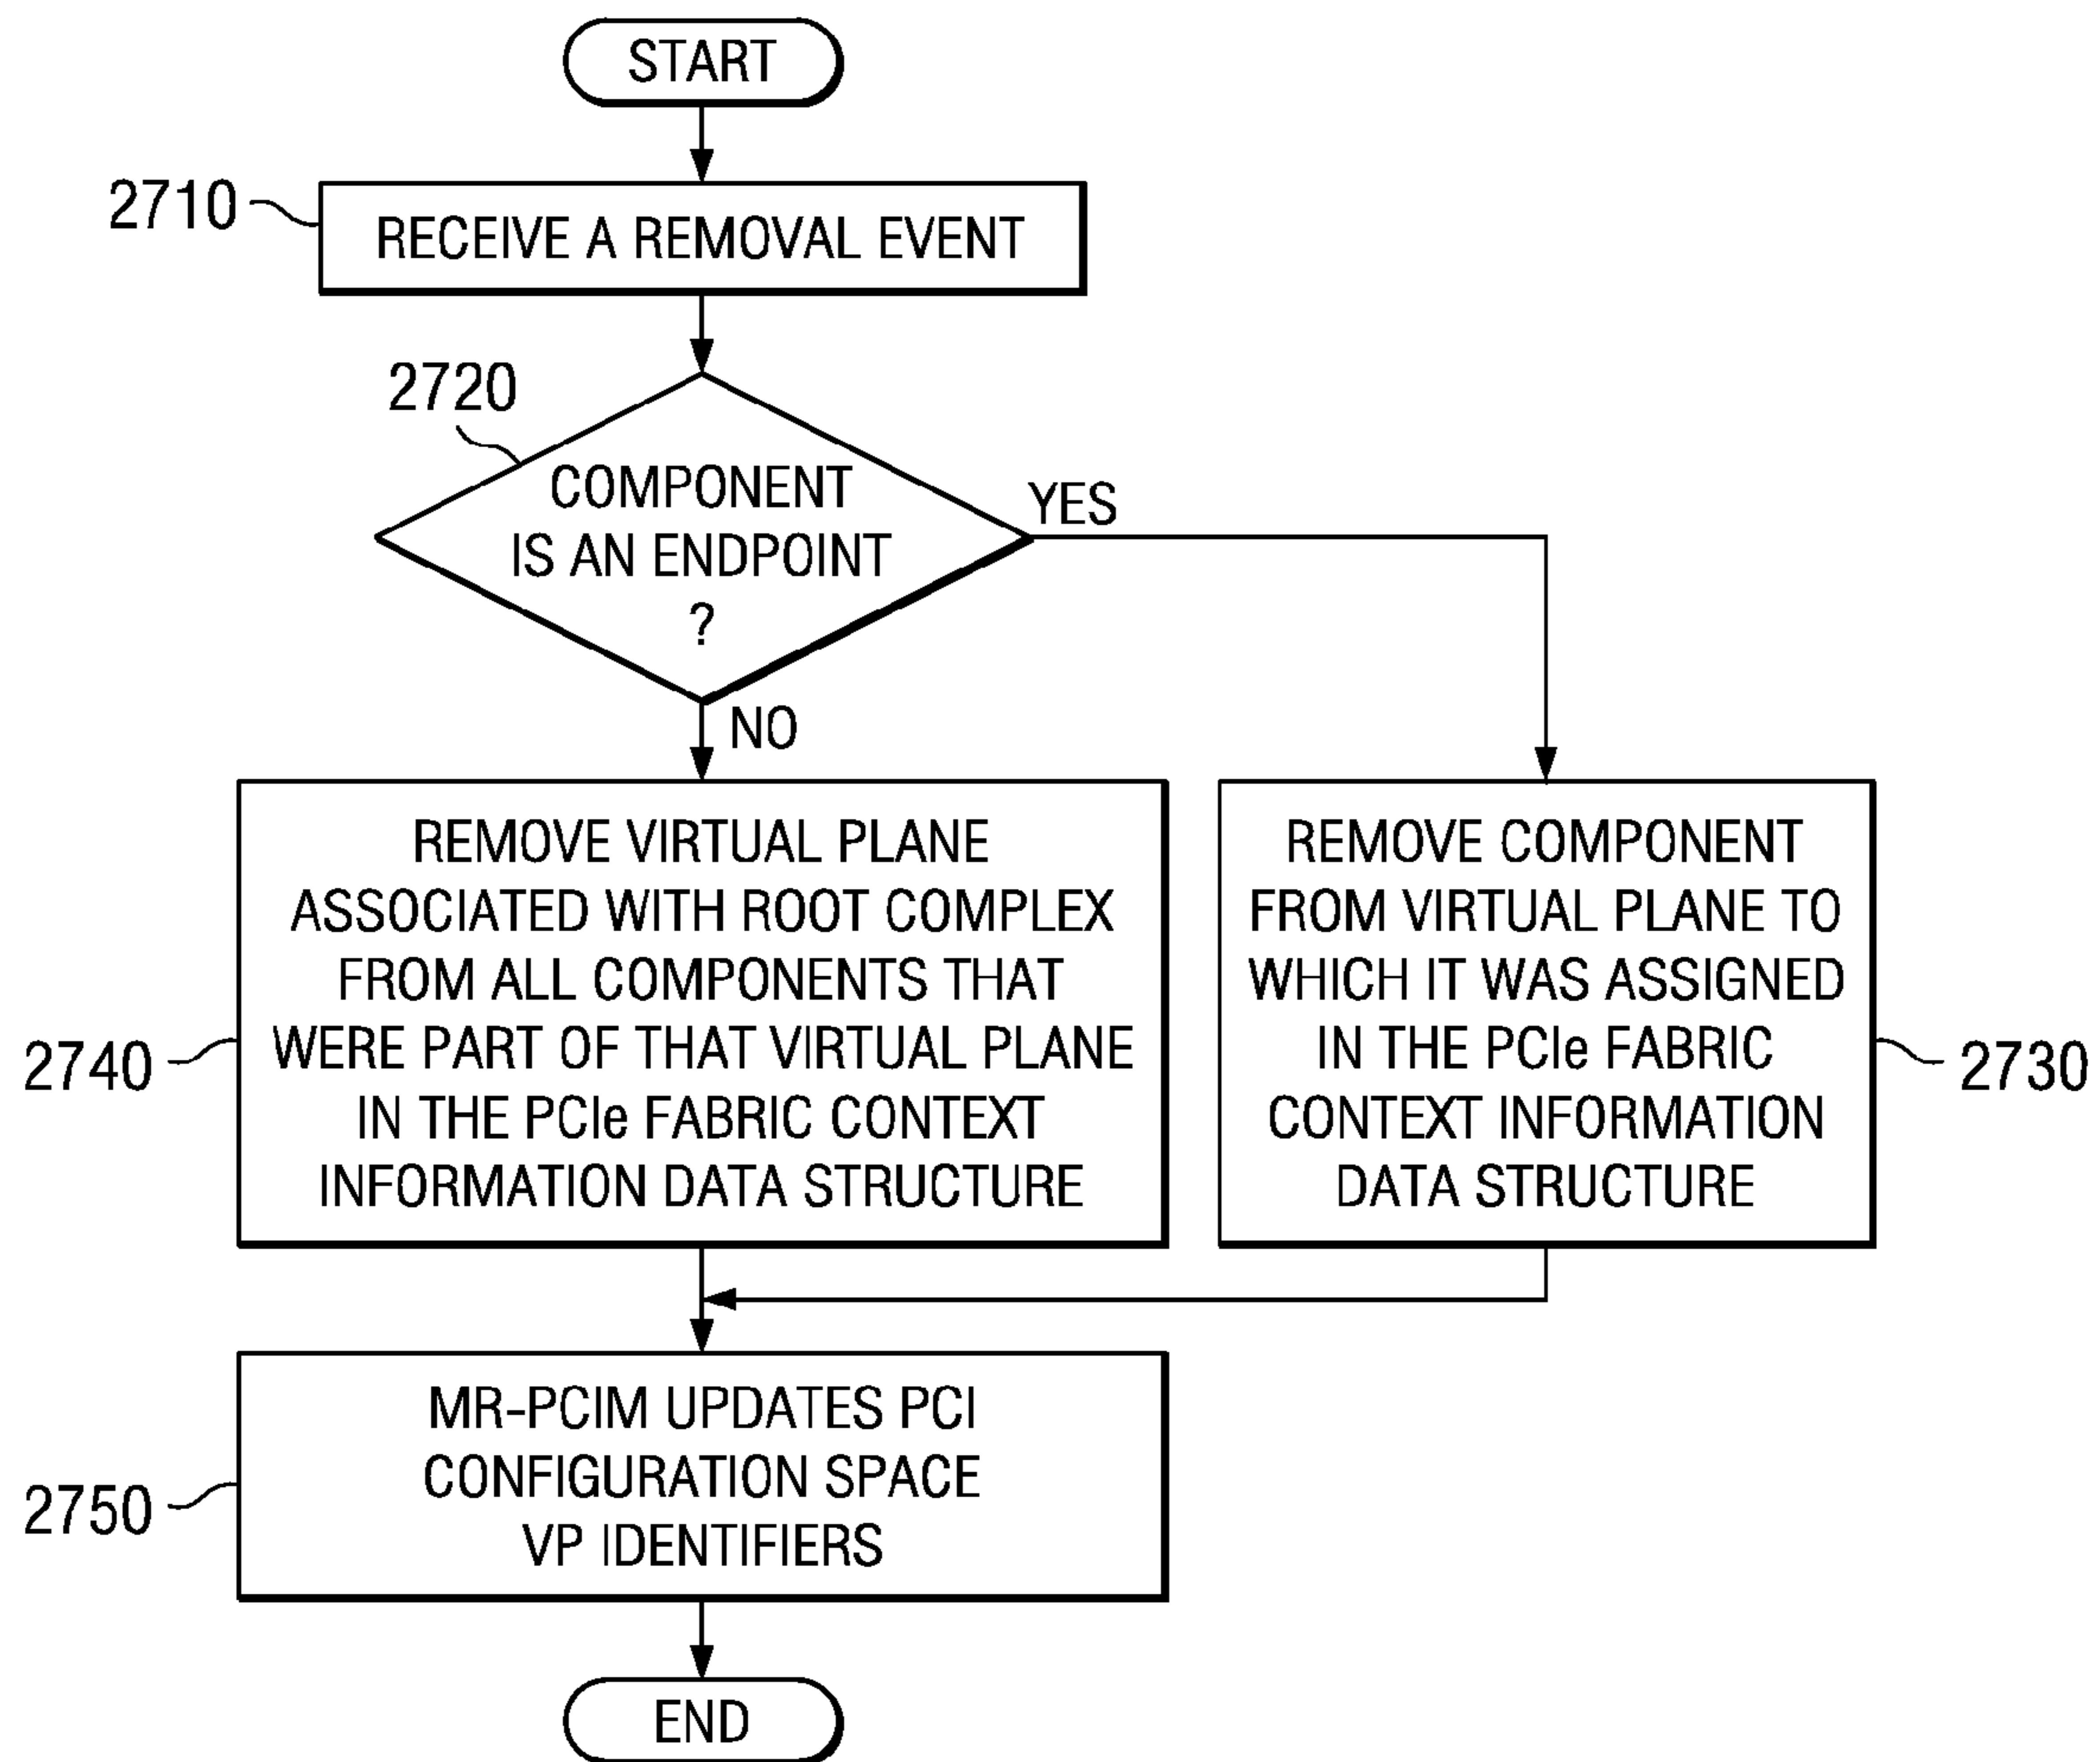 START
2710
RECEIVE A REMOVAL EVENT
2720
COMPONENT
IS AN ENDPOINT
?
YES
NO
REMOVE VIRTUAL PLANE
ASSOCIATED WITH ROOT COMPLEX
FROM ALL COMPONENTS THAT
WERE PART OF THAT VIRTUAL PLANE
IN THE PCIe FABRIC CONTEXT
INFORMATION DATA STRUCTURE
2740
REMOVE COMPONENT
FROM VIRTUAL PLANE TO
WHICH IT WAS ASSIGNED
IN THE PCIe FABRIC
CONTEXT INFORMATION
DATA STRUCTURE
2730
MR-PCIM UPDATES PCI
CONFIGURATION SPACE
VP IDENTIFIERS
2750
END